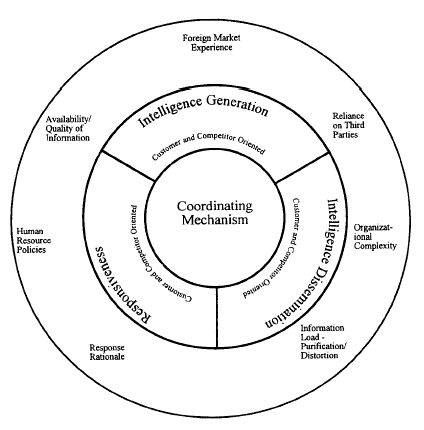 Foreign Market
Experience
Availability/
Quality of
Information
Intelligence Generation
Customer and Competitor Oriented
Reliance
on Third
Parties
Coordinating
Mechanism
Human
Resource
Policies
Responsiveness
Customer and Competitor Oriented
Customer and Competitor Oriented
Intelligence Dissemination
Organizat-
ional
Complexity
Response
Rationale
Information
Load -
Purification/
Distortion